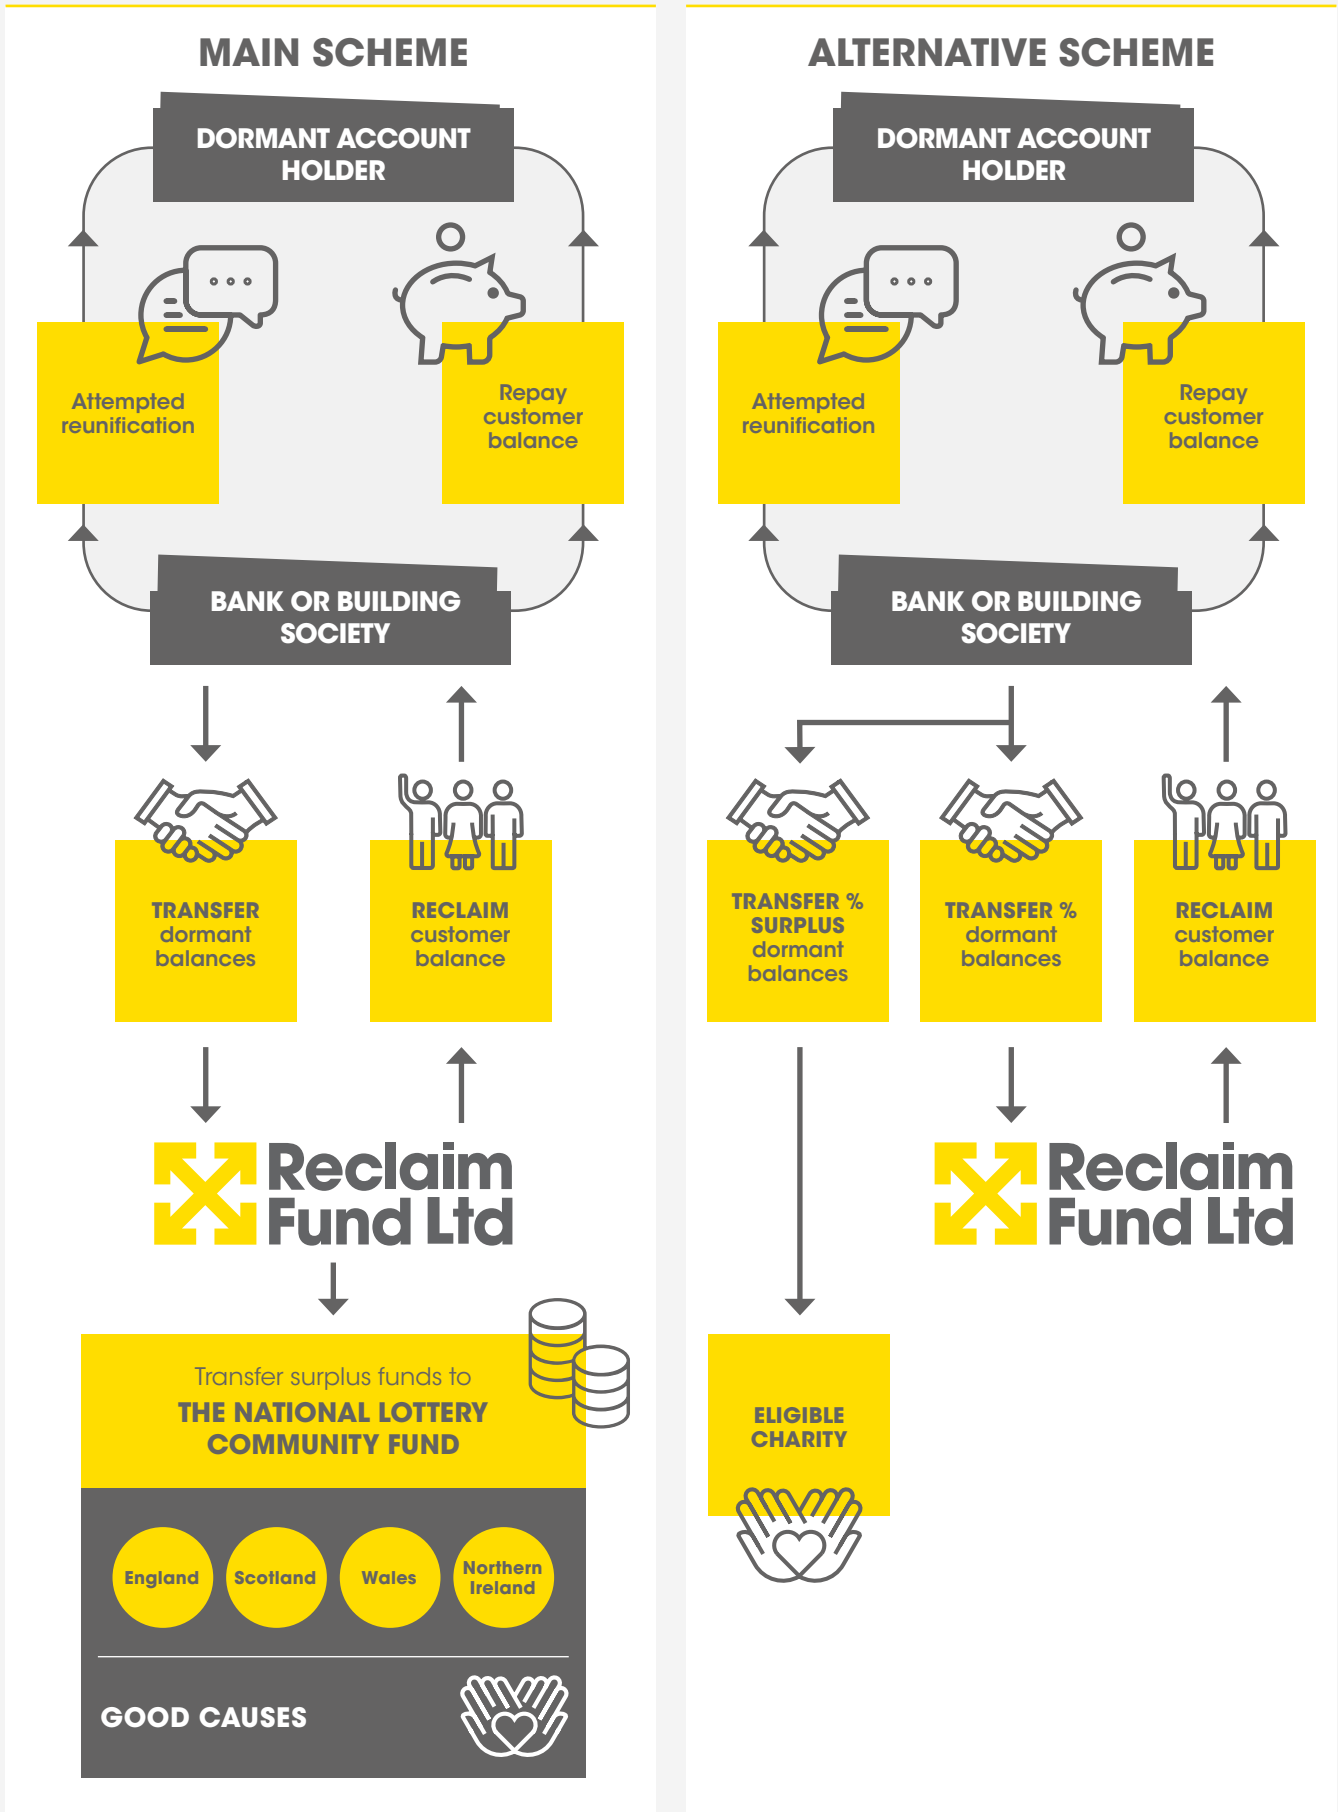 MAIN SCHEME
DORMANT ACCOUNT
HOLDER
Attempted
reunification
Repay
customer
balance
BANK OR BUILDING
SOCIETY
TRANSFER
dormant
balances
RECLAIM
customer
balance
Reclaim
Fund Ltd
Transfer surplus funds to
THE NATIONAL LOTTERY
COMMUNITY FUND
England
Scotland
Wales
Northern
Ireland
GOOD CAUSES
ALTERNATIVE SCHEME
DORMANT ACCOUNT
HOLDER
Attempted
reunification
Repay
customer
balance
BANK OR BUILDING
SOCIETY
TRANSFER %
SURPLUS
dormant
balances
TRANSFER %
dormant
balances
RECLAIM
customer
balance
Reclaim
Fund Ltd
ELIGIBLE
CHARITY